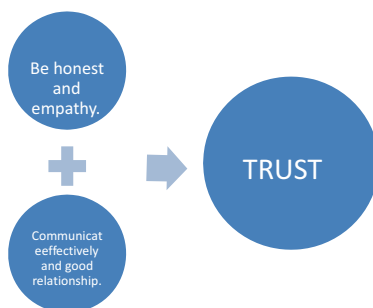 Be honest
and
empathy.
TRUST
Communicat
eeffectively
and good
relationship.